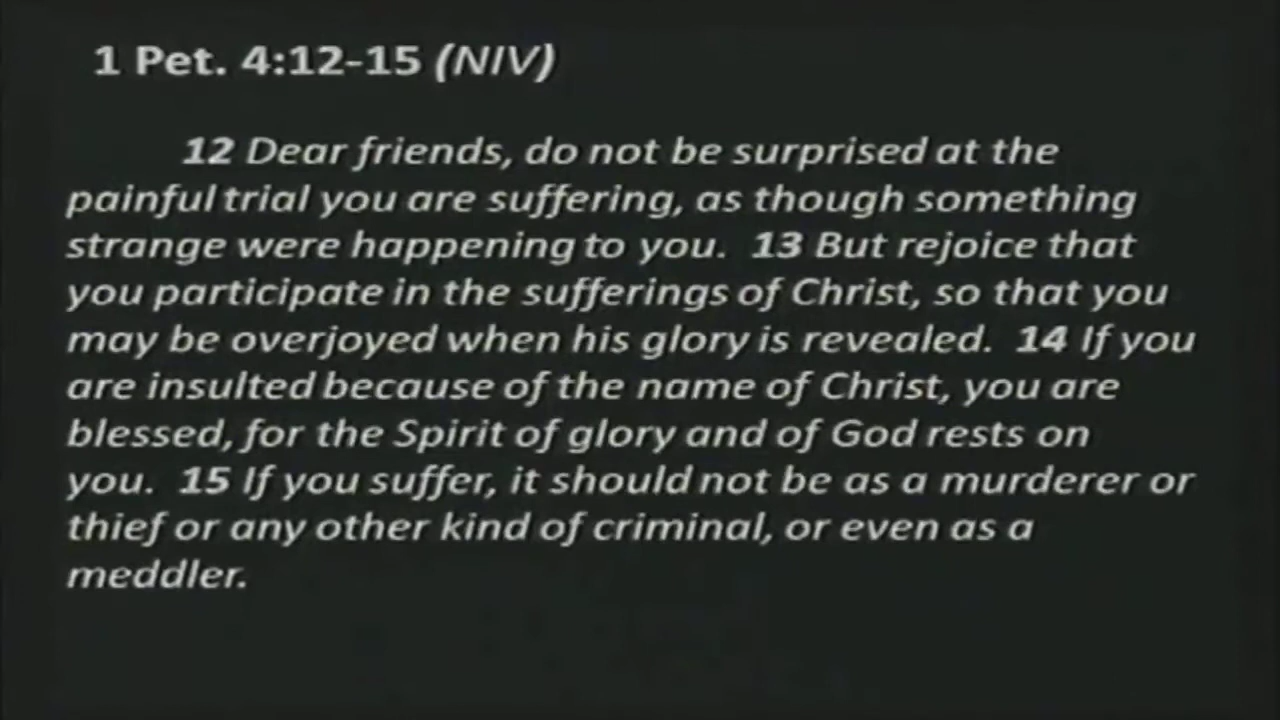 1 Pet. 4:12-15 (NIV)
12 Dear friends, do not be surprised at the
painful trial you are suffering, as though something
strange were happening to you. 13 But rejoice that
you participate in the sufferings of Christ, so that you
may be overjoyed when his glory is revealed. 14 If you
are insulted because of the name of Christ, you are
blessed, for the Spirit of glory and of God rests on
you. 15 If you suffer, it should not be as a murderer or
thief or any other kind of criminal, or even as a
meddler.